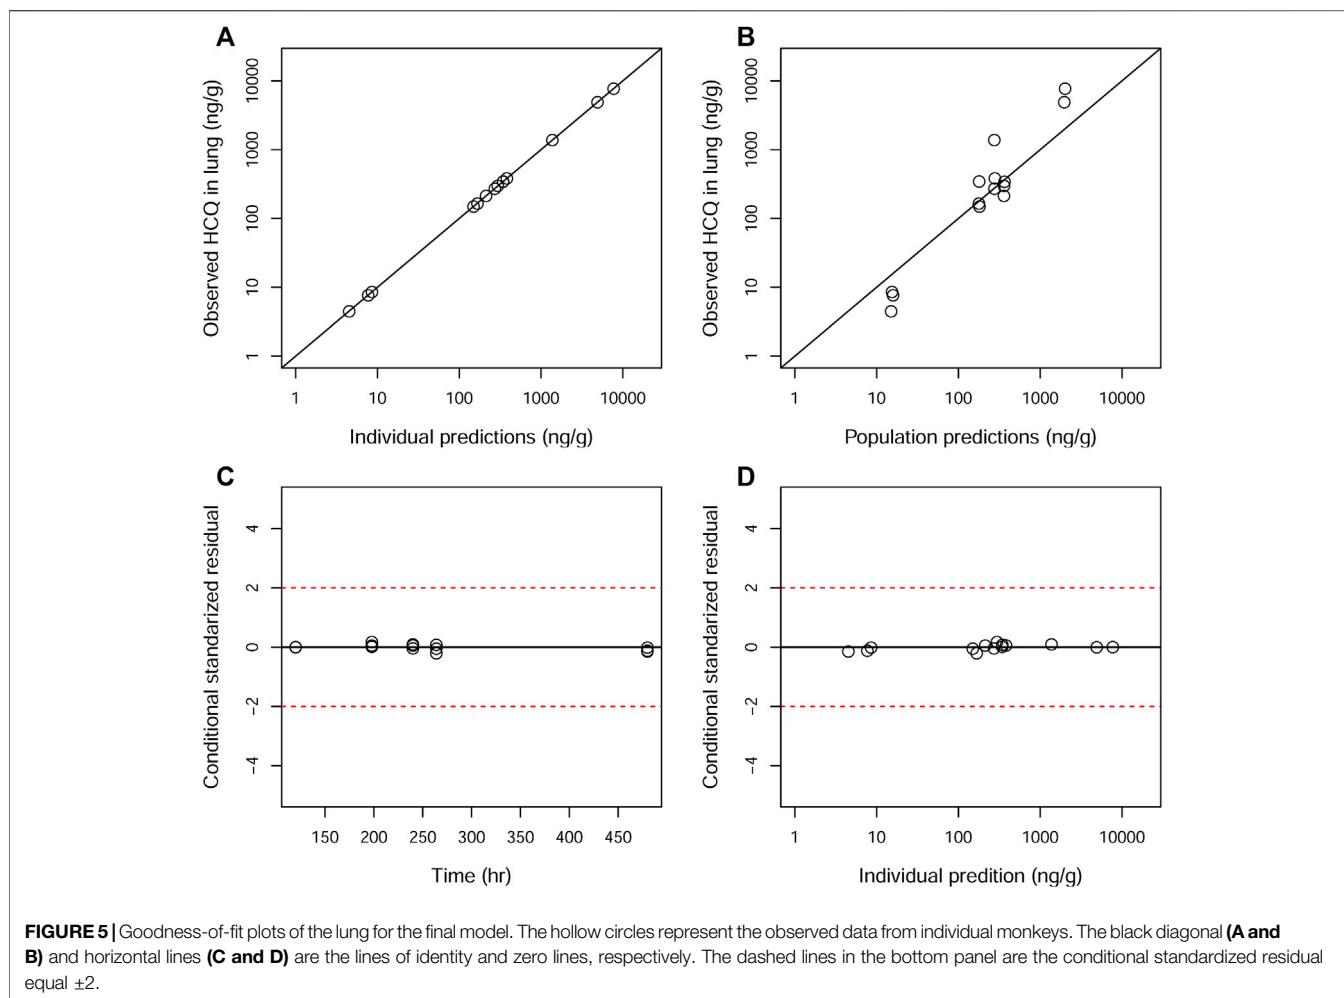 A
B
Observed HCQ in lung (ng/g)
10000
1000
100
10
1
1 10 100 1000 10000
Individual predictions (ng/g)
Observed HCQ in lung (ng/g)
10000
1000
100
10
1
1 10 100 1000 10000
Population predictions (ng/g)
C
D
Conditional standarized residual
4
2
0
-2
-4
150 200 250 300 350 400 450
Time (hr)
Conditional standarized residual
4
2
0
-2
-4
1 10 100 1000 10000
Individual predition (ng/g)
FIGURE 5 | Goodness-of-fit plots of the lung for the final model. The hollow circles represent the observed data from individual monkeys. The black diagonal (A and
B) and horizontal lines (C and D) are the lines of identity and zero lines, respectively. The dashed lines in the bottom panel are the conditional standardized residual
equal ±2.